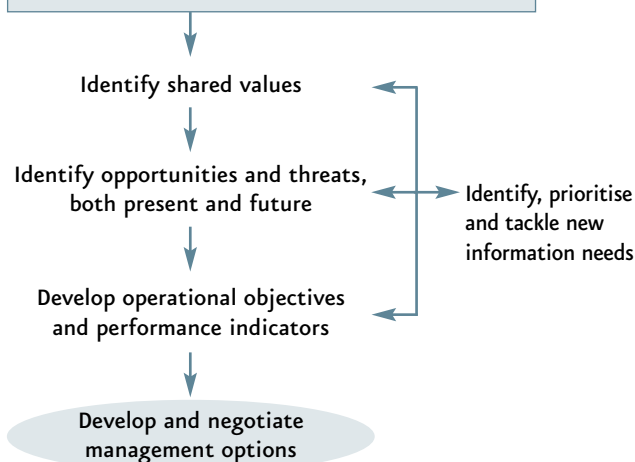 Identify shared values
Identify opportunities and threats,
both present and future
Identify, prioritise
and tackle new
information needs
Develop operational objectives
and performance indicators
Develop and negotiate
management options